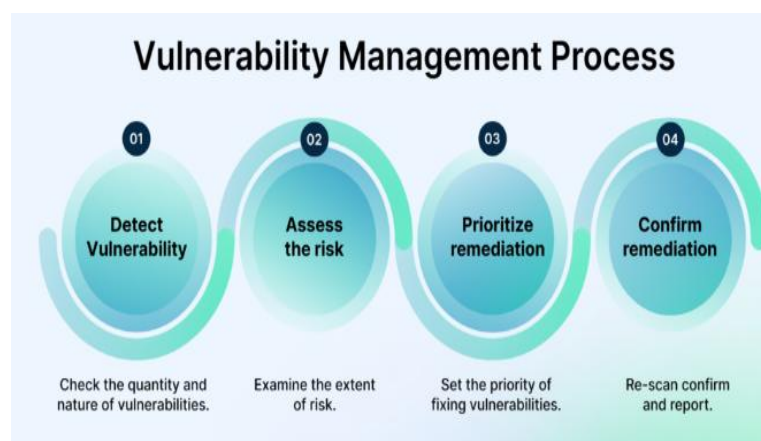 Vulnerability Management Process
01
Detect
Vulnerability
Check the quantity and
nature of vulnerabilities.
02
Assess
the risk
Examine the extent
of risk.
03
Prioritize
remediation
Set the priority of
fixing vulnerabilities.
04
Confirm
remediation
Re-scan confirm
and report.